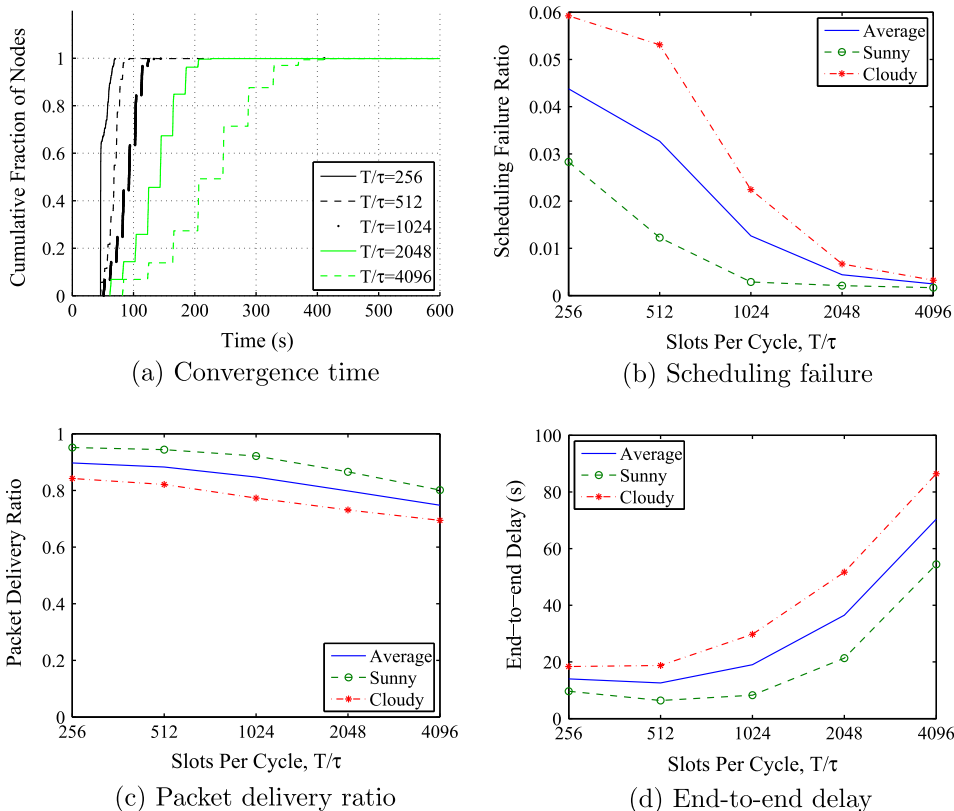 Cumulative Fraction of Nodes
1
0.8
0.6
0.4
0.2
0
0
100
200
300
400
500
600
Time (s)
T/τ=256
T/τ=512
T/τ=1024
T/τ=2048
T/τ=4096
(a) Convergence time
Scheduling Failure Ratio
0.06
0.05
0.04
0.03
0.02
0.01
0
256
512
1024
2048
4096
Slots Per Cycle, T/τ
Average
Sunny
Cloudy
(b) Scheduling failure
Packet Delivery Ratio
1
0.8
0.6
0.4
0.2
0
256
512
1024
2048
4096
Slots Per Cycle, T/τ
Average
Sunny
Cloudy
(c) Packet delivery ratio
End−to−end Delay (s)
100
80
60
40
20
0
256
512
1024
2048
4096
Slots Per Cycle, T/τ
Average
Sunny
Cloudy
(d) End-to-end delay